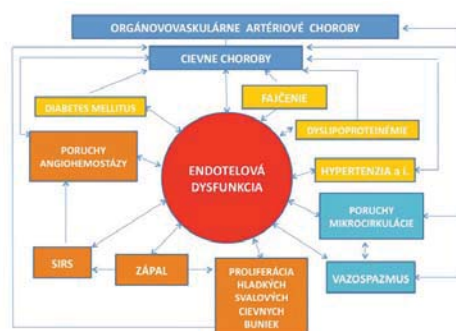 ORGÁNOVOVASKULÁRNE ARTÉRIOVÉ CHOROBY
CIEVNE CHOROBY
DIABETES MELLITUS
FAJČENIE
DYSLIPOPROTEINÉMIE
PORUCHY
ANGIOHEMOSTÁZY
ENDOTELOVÁ
DYSFUNKCIA
HYPERTENZIA a i.
PORUCHY
MIKROCIRKULÁCIE
SIRS
ZÁPAL
PROLIFERÁCIA
HLADKÝCH
SVALOVÝCH
CIEVNYCH
BUNIEK
VAZOSPAZMUS